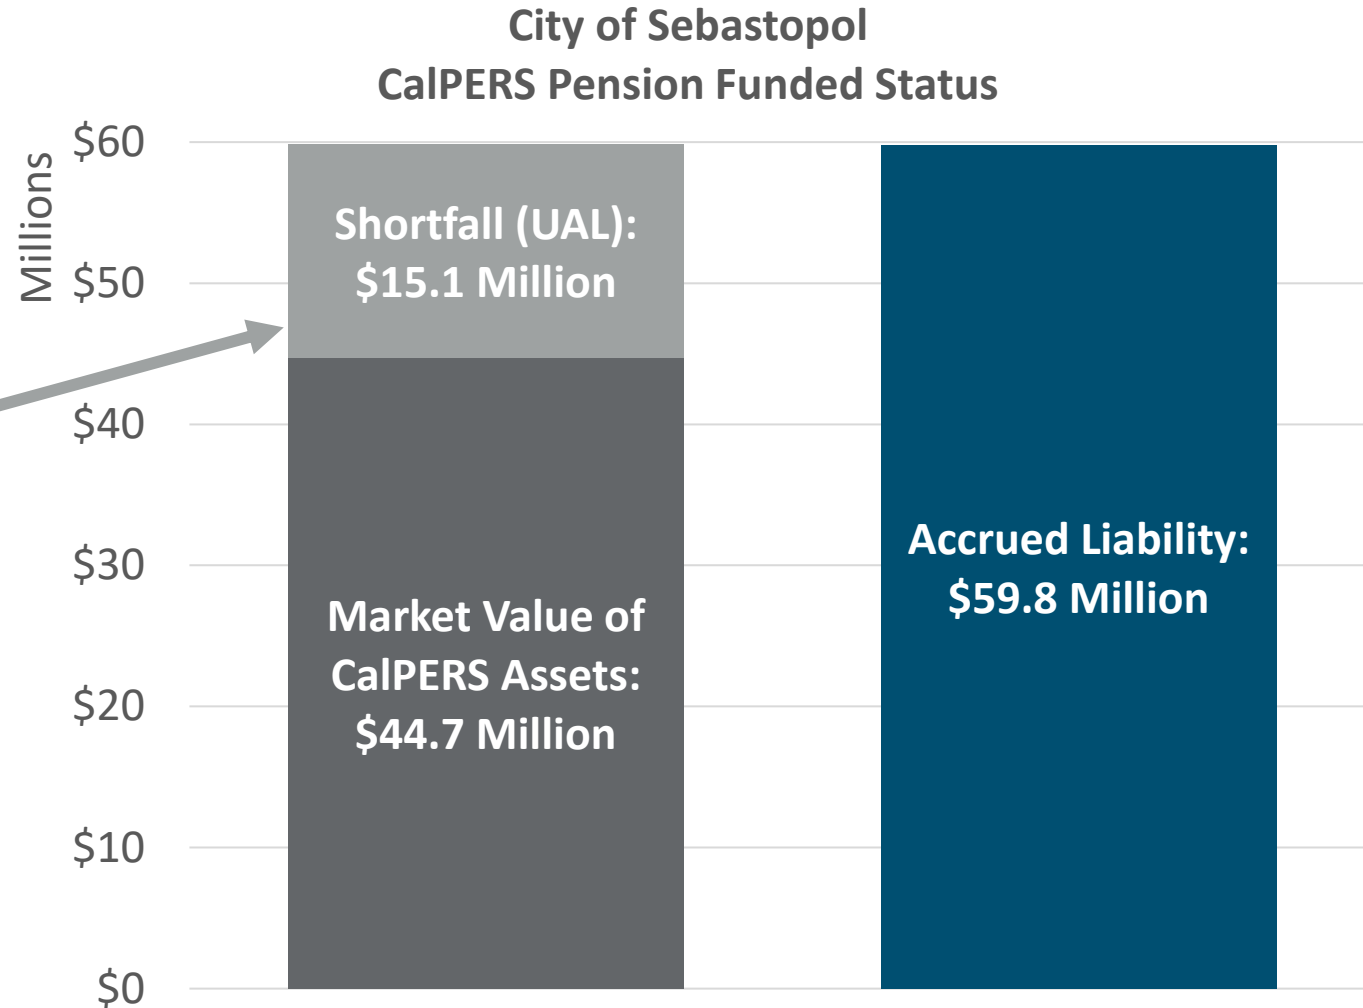 City of Sebastopol
CalPERS Pension Funded Status
Millions
$60
$50
$40
$30
$20
$10
$0
Shortfall (UAL):
$15.1 Million
Market Value of
CalPERS Assets:
$44.7 Million
Accrued Liability:
$59.8 Million